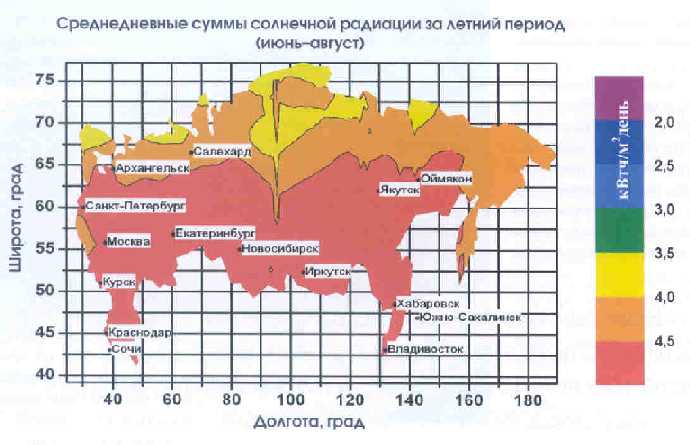 Среднедневные суммы солнечной радиации за летний период
(июнь–август)
Широта, град
75
70
65
60
55
50
45
40
Салехард
Архангельск
Оймякон
Якутск
Санкт-Петербург
Екатеринбург
Москва
Новосибирск
Иркутск
Курск
Хабаровск
Южно-Сахалинск
Краснодар
Сочи
Владивосток
40 60 80 100 120 140 160 180
Долгота, град
кВтч/м²день
2,0
2,5
3,0
3,5
4,0
4,5